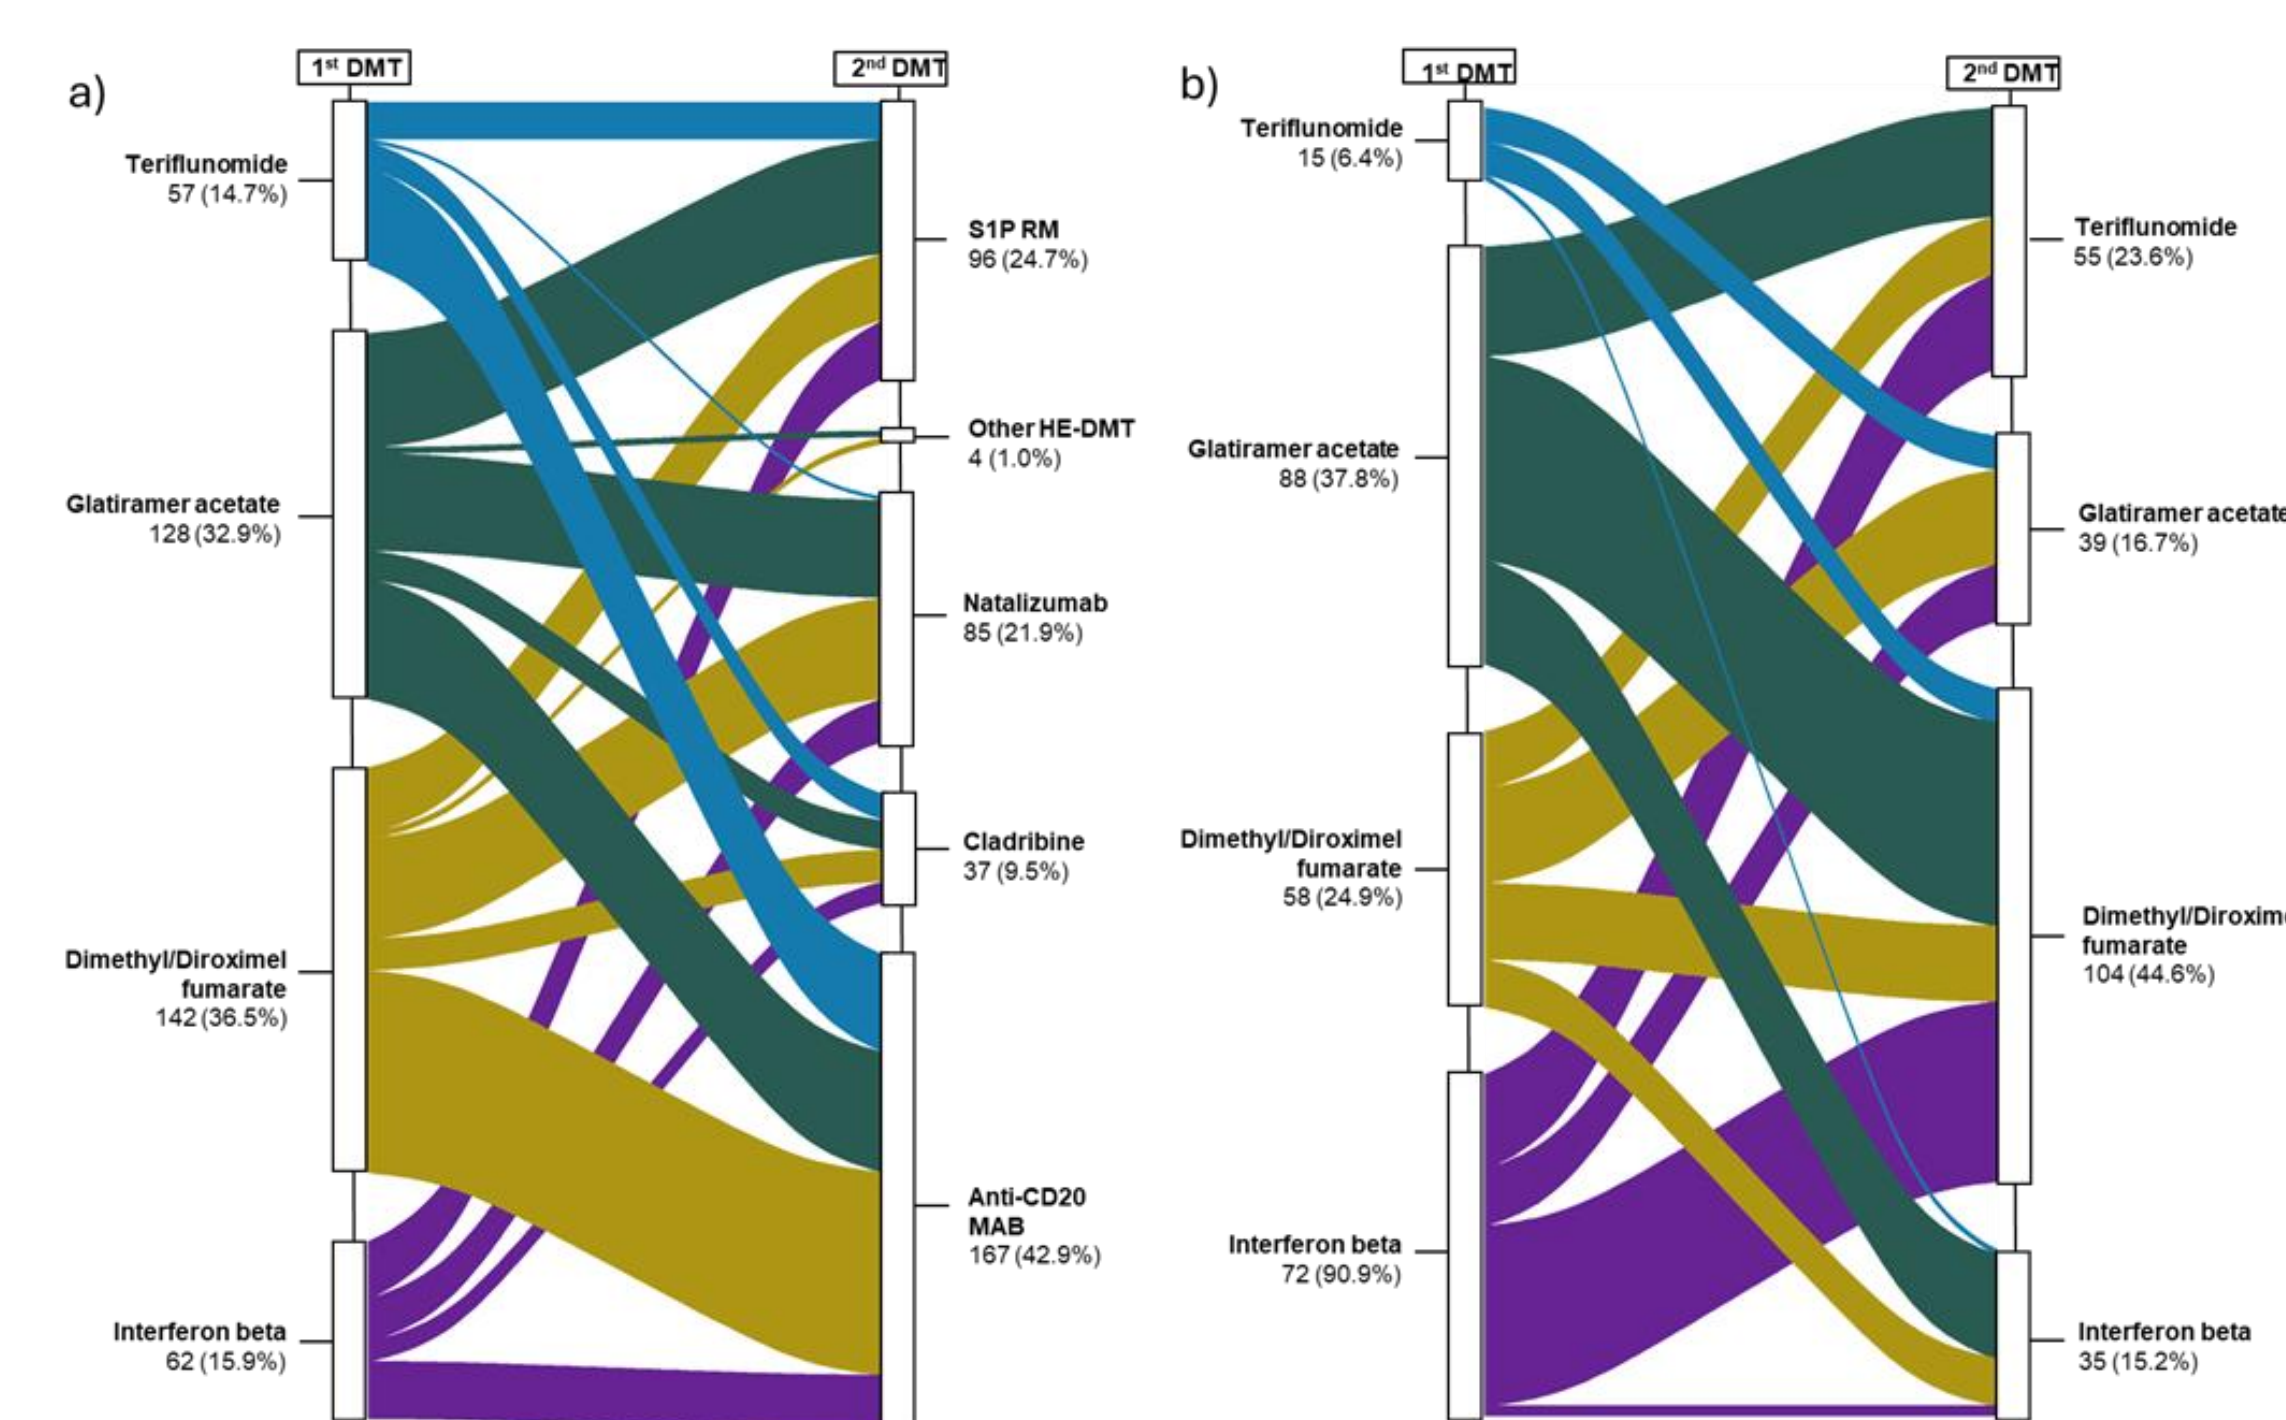 a)
1st DMT
2nd DMT
Teriflunomide
57 (14.7%)
Glatiramer acetate
128 (32.9%)
Dimethyl/Diroximel
fumarate
142 (36.5%)
Interferon beta
62 (15.9%)
S1P RM
96 (24.7%)
Other HE-DMT
4 (1.0%)
Natalizumab
85 (21.9%)
Cladribine
37 (9.5%)
Anti-CD20
MAB
167 (42.9%)
b)
1st DMT
2nd DMT
Teriflunomide
15 (6.4%)
Glatiramer acetate
88 (37.8%)
Dimethyl/Diroximel
fumarate
58 (24.9%)
Interferon beta
72 (90.9%)
Teriflunomide
55 (23.6%)
Glatiramer acetate
39 (16.7%)
Dimethyl/Diroxim
fumarate
104 (44.6%)
Interferon beta
35 (15.2%)